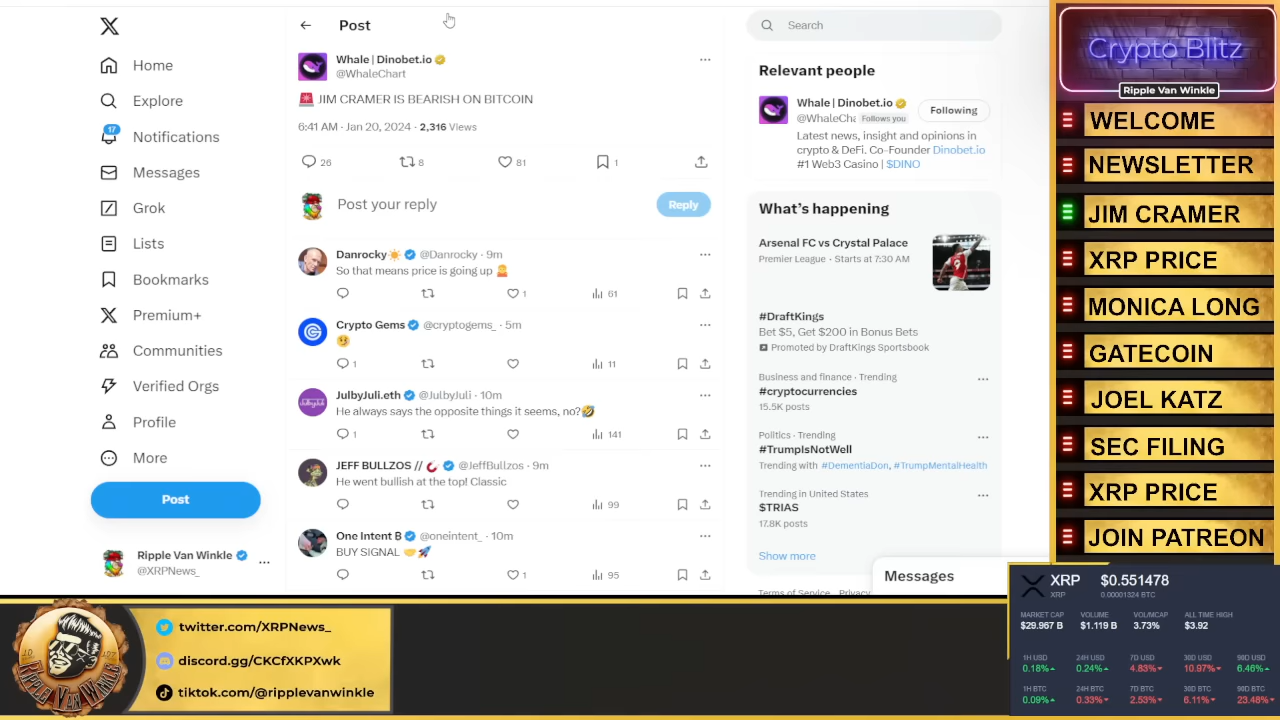 Home
Explore
17
Notifications
Messages
Grok
Lists
Bookmarks
Premium+
Communities
Verified Orgs
Profile
More
Post
Ripple Van Winkle
@XRPNews_
Post
Whale | Dinobet.io
@WhaleChart
🚨 JIM CRAMER IS BEARISH ON BITCOIN
6:41 AM · Jan 20, 2024 · 2,316 Views
26 8 81 1
Post your reply
Reply
Danrocky☀️ @Danrocky · 9m
So that means price is going up
1 61
Crypto Gems @cryptogems_ · 5m
1 11
JulbyJuli.eth @JulbyJuli · 10m
He always says the opposite things it seems, no?🤣
1 141
JEFF BULLZOS // @JeffBullzos · 9m
He went bullish at the top! Classic
99
One Intent B @oneintent_ · 10m
BUY SIGNAL 🤝🚀
1 95
Search
Relevant people
Whale | Dinobet.io
@WhaleCha Follows you
Following
Latest news, insight and opinions in
crypto & DeFi. Co-Founder Dinobet.io
#1 Web3 Casino | $DINO
What's happening
Arsenal FC vs Crystal Palace
Premier League · Starts at 7:30 AM
#DraftKings
Bet $5, Get $200 in Bonus Bets
Promoted by DraftKings Sportsbook
Business and finance · Trending
#cryptocurrencies
15.5K posts
Politics · Trending
#TrumpIsNotWell
Trending with #DementiaDon, #TrumpMentalHealth
Trending in United States
$TRIAS
17.8K posts
Show more
Terms of Service Privacy
Messages
Crypto Blitz
Ripple Van Winkle
WELCOME
NEWSLETTER
JIM CRAMER
XRP PRICE
MONICA LONG
GATECOIN
JOEL KATZ
SEC FILING
XRP PRICE
JOIN PATREON
XRP $0.551478
XRP 0.00001324 BTC
MARKET CAP VOLUME VOL/MCAP ALL TIME HIGH
$29.967 B $1.119 B 3.73% $3.92
1H USD 24H USD 7D USD 30D USD 90D USD
0.18% 0.24% 4.83% 10.97% 6.46%
1H BTC 24H BTC 7D BTC 30D BTC 90D BTC
0.09% 0.33% 2.53% 6.11% 23.48%
RIPPLE VAN WINKLE
twitter.com/XRPNews_
discord.gg/CKCfXKPXwk
tiktok.com/@ripplevanwinkle